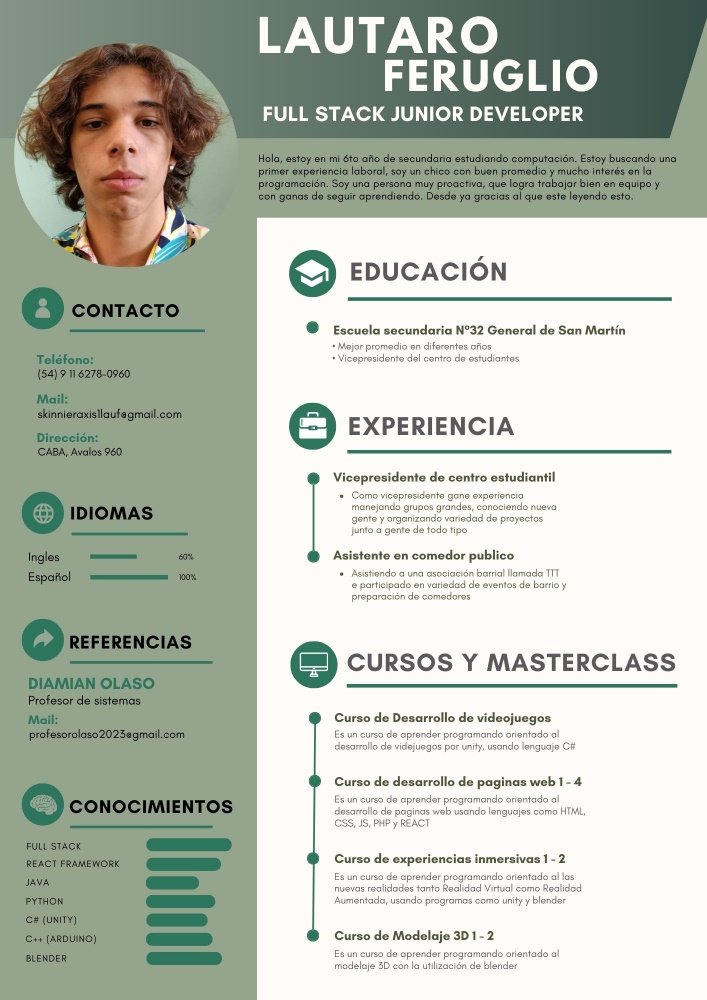 LAUTARO
FERUGLIO
FULL STACK JUNIOR DEVELOPER
Hola, estoy en mi 6to año de secundaria estudiando computación. Estoy buscando una
primer experiencia laboral, soy un chico con buen promedio y mucho interés en la
programación. Soy una persona muy proactiva, que logra trabajar bien en equipo y
con ganas de seguir aprendiendo. Desde ya gracias al que este leyendo esto.
CONTACTO
Teléfono:
(54) 9 11 6278-0960
Mail:
skinnieraxis11auf@gmail.com
Dirección:
CABA, Avalos 960
IDIOMAS
Ingles 60%
Español 100%
REFERENCIAS
DIAMIAN OLASO
Profesor de sistemas
Mail:
profesorolaso2023@gmail.com
CONOCIMIENTOS
FULL STACK
REACT FRAMEWORK
JAVA
PYTHON
C# (UNITY)
C++ (ARDUINO)
BLENDER
EDUCACIÓN
Escuela secundaria N°32 General de San Martín
• Mejor promedio en diferentes años
• Vicepresidente del centro de estudiantes
EXPERIENCIA
Vicepresidente de centro estudiantil
• Como vicepresidente gane experiencia
manejando grupos grandes, conociendo nueva
gente y organizando variedad de proyectos
junto a gente de todo tipo
Asistente en comedor publico
• Asistiendo a una asociación barrial llamada TTT
e participado en variedad de eventos de barrio y
preparación de comedores
CURSOS Y MASTERCLASS
Curso de Desarrollo de videojuegos
Es un curso de aprender programando orientado al
desarrollo de videjuegos por unity, usando lenguaje C#
Curso de desarrollo de paginas web 1 - 4
Es un curso de aprender programando orientado al
desarrollo de paginas web usando lenguajes como HTML,
CSS, JS, PHP y REACT
Curso de experiencias inmersivas 1 - 2
Es un curso de aprender programando orientado al las
nuevas realidades tanto Realidad Virtual como Realidad
Aumentada, usando programas como unity y blender
Curso de Modelaje 3D 1 - 2
Es un curso de aprender programando orientado al
modelaje 3D con la utilización de blender